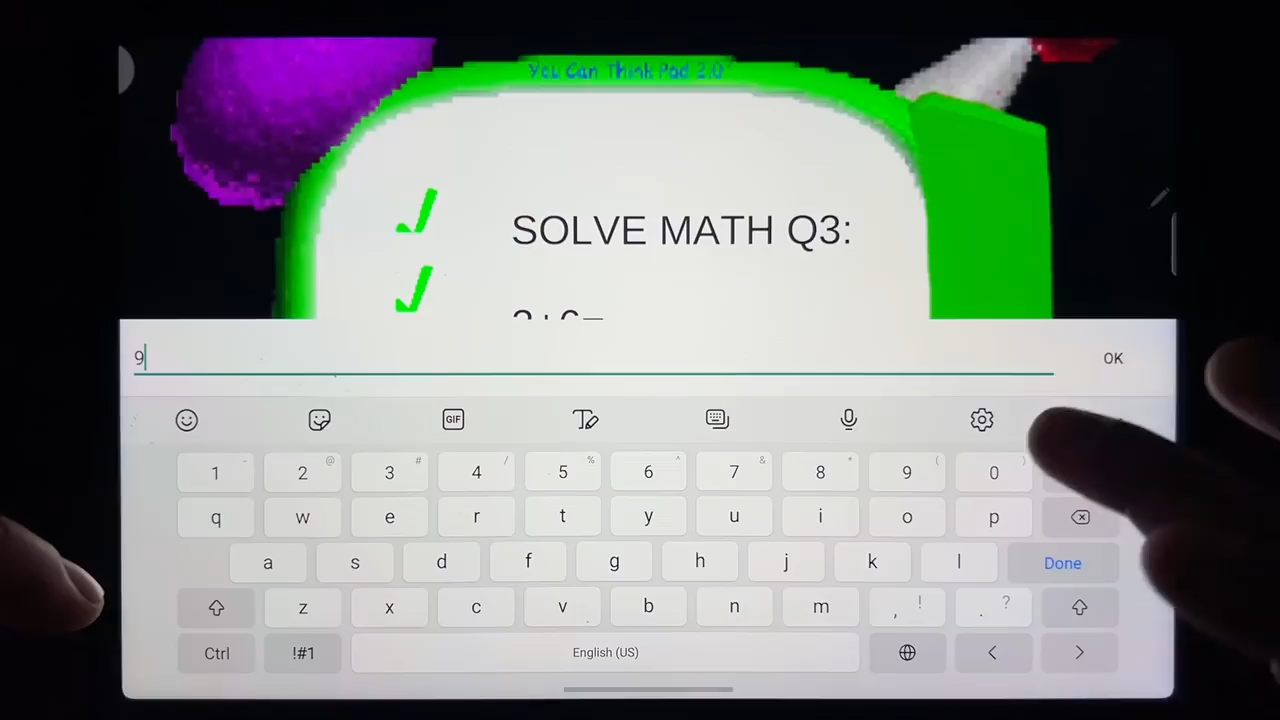 You Can Think Pad 2.0
SOLVE MATH Q3:
9
OK
GIF
1 2 @ 3 # 4 / 5 % 6 ^ 7 & 8 * 9 ( 0 )
q w e r t y u i o p
a s d f g h j k l Done
z x c v b n m , ! . ?
Ctrl !#1 English (US) < >